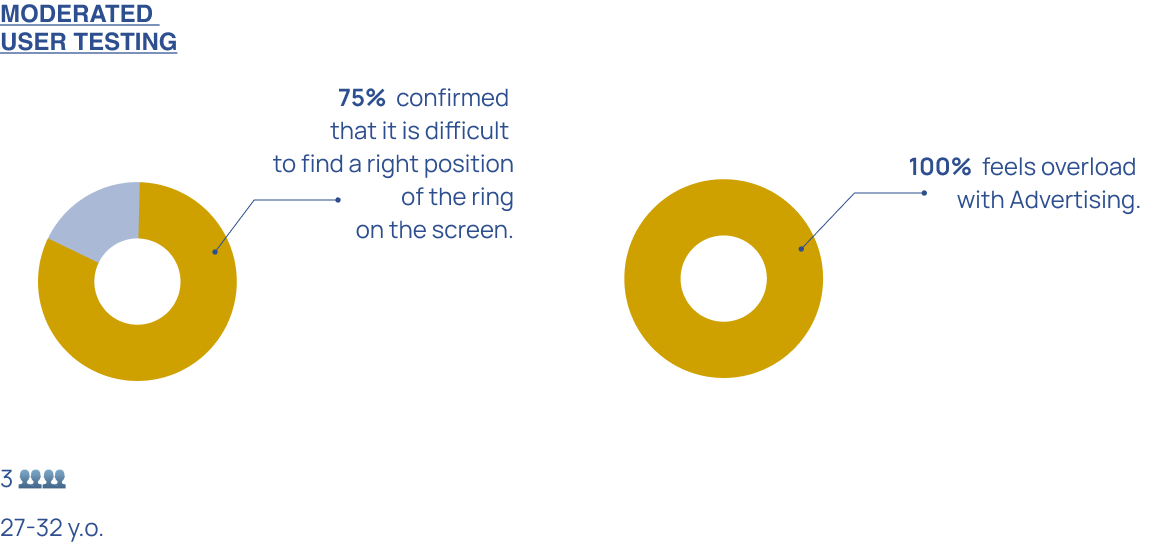 MODERATED
USER TESTING
75% confirmed
that it is difficult
to find a right position
of the ring
on the screen.
100% feels overload
with Advertising.
3 👥👥
27-32 y.o.